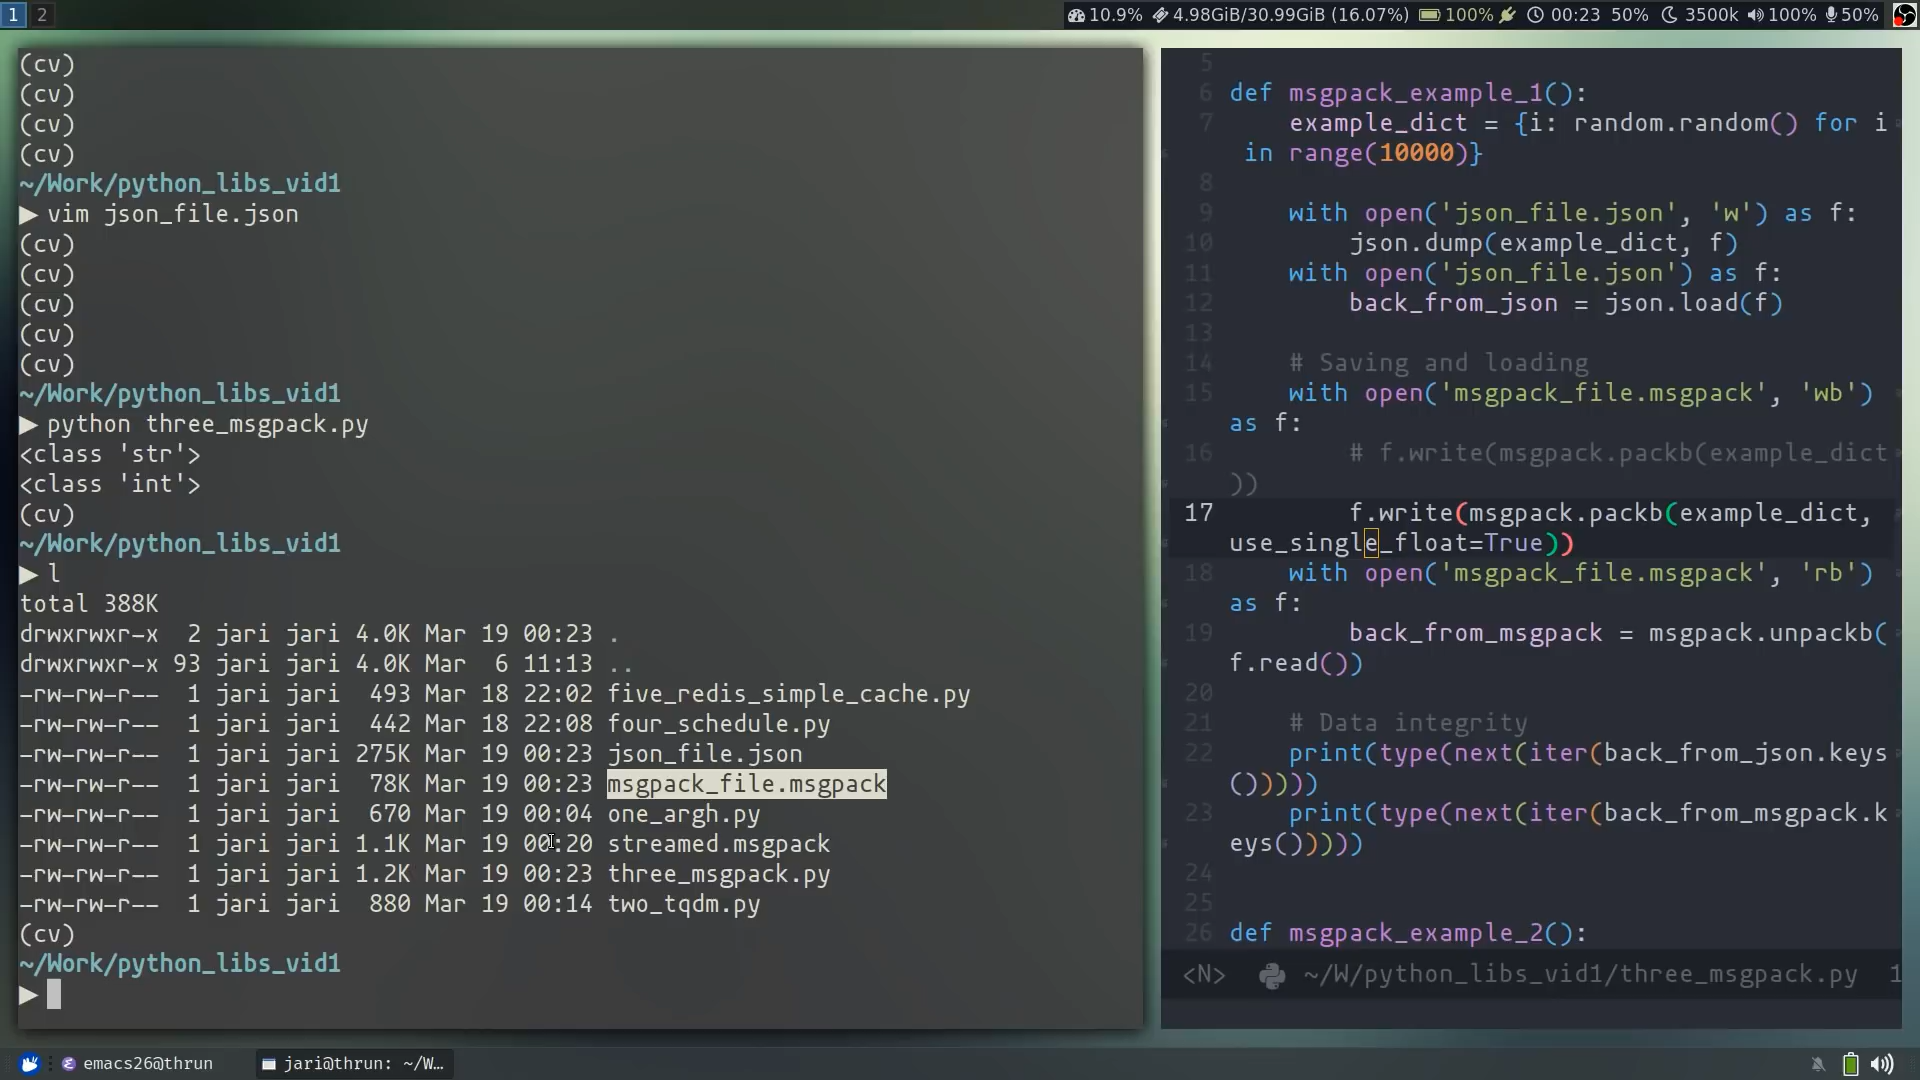 1 2 10.9% 4.98GiB/30.99GiB (16.07%) 100% 00:23 50% 3500k 100% 50%
(cv)
(cv)
(cv)
(cv)
~/Work/python_libs_vid1
▶ vim json_file.json
(cv)
(cv)
(cv)
(cv)
(cv)
~/Work/python_libs_vid1
▶ python three_msgpack.py
<class 'str'>
<class 'int'>
(cv)
~/Work/python_libs_vid1
▶ l
total 388K
drwxrwxr-x 2 jari jari 4.0K Mar 19 00:23 .
drwxrwxr-x 93 jari jari 4.0K Mar 6 11:13 ..
-rw-rw-r-- 1 jari jari 493 Mar 18 22:02 five_redis_simple_cache.py
-rw-rw-r-- 1 jari jari 442 Mar 18 22:08 four_schedule.py
-rw-rw-r-- 1 jari jari 275K Mar 19 00:23 json_file.json
-rw-rw-r-- 1 jari jari 78K Mar 19 00:23 msgpack_file.msgpack
-rw-rw-r-- 1 jari jari 670 Mar 19 00:04 one_argh.py
-rw-rw-r-- 1 jari jari 1.1K Mar 19 00:20 streamed.msgpack
-rw-rw-r-- 1 jari jari 1.2K Mar 19 00:23 three_msgpack.py
-rw-rw-r-- 1 jari jari 880 Mar 19 00:14 two_tqdm.py
(cv)
~/Work/python_libs_vid1
▶
5
6 def msgpack_example_1():
7 example_dict = {i: random.random() for i
in range(10000)}
8
9 with open('json_file.json', 'w') as f:
10 json.dump(example_dict, f)
11 with open('json_file.json') as f:
12 back_from_json = json.load(f)
13
14 # Saving and loading
15 with open('msgpack_file.msgpack', 'wb')
as f:
16 # f.write(msgpack.packb(example_dict
))
17 f.write(msgpack.packb(example_dict,
use_single_float=True))
18 with open('msgpack_file.msgpack', 'rb')
as f:
19 back_from_msgpack = msgpack.unpackb(
f.read())
20
21 # Data integrity
22 print(type(next(iter(back_from_json.keys
()))))
23 print(type(next(iter(back_from_msgpack.k
eys()))))
24
25
26 def msgpack_example_2():
<N> ~/W/python_libs_vid1/three_msgpack.py 1
emacs26@thrun jari@thrun: ~/W...